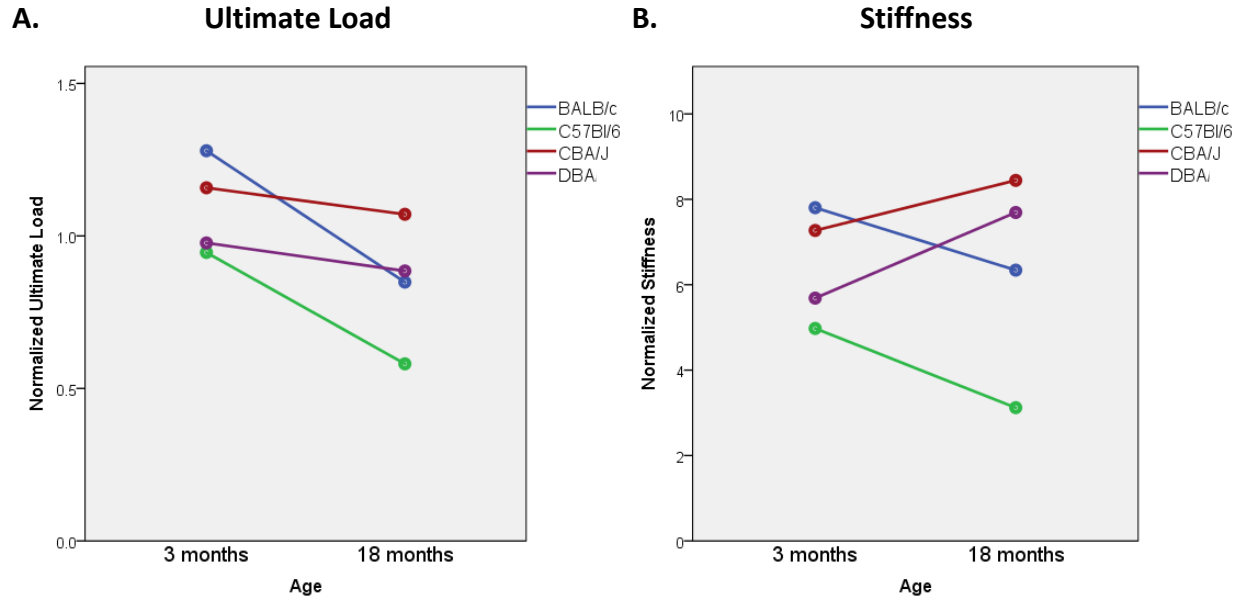 A. Ultimate Load
1.5
1.0
0.5
0.0
Normalized Ultimate Load
3 months 18 months
Age
BALB/c
C57Bl/6
CBA/J
DBA/
B. Stiffness
10
8
6
4
2
0
Normalized Stiffness
3 months 18 months
Age
BALB/c
C57Bl/6
CBA/J
DBA/